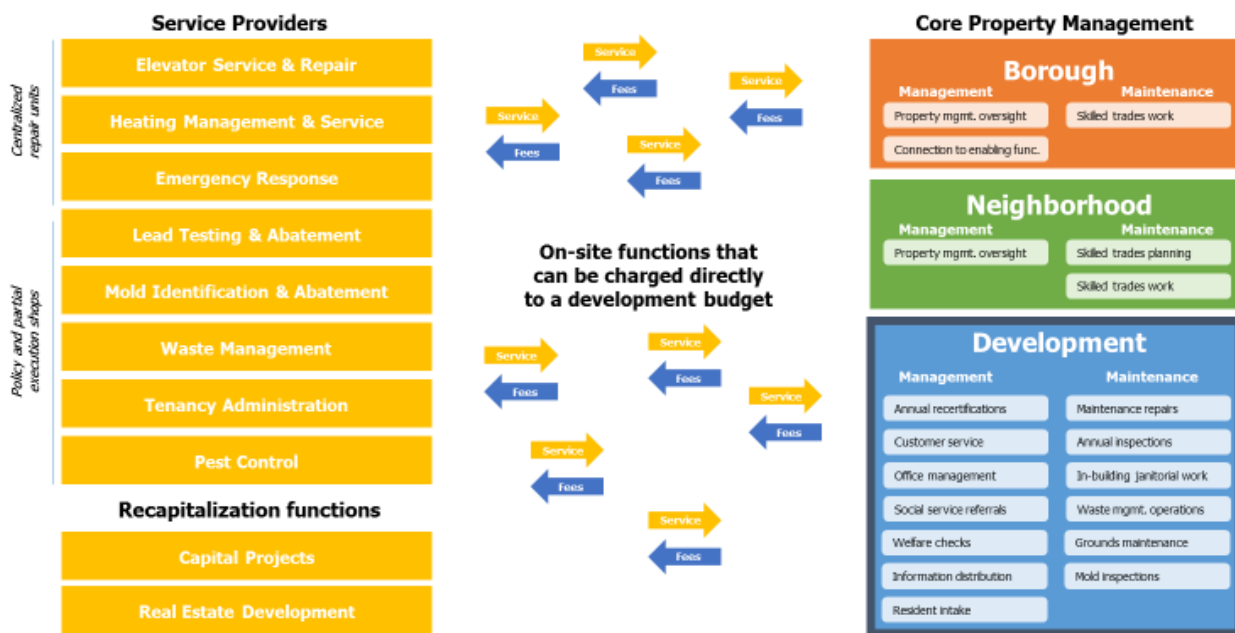 Service Providers
Centralized
repair units
Elevator Service & Repair
Heating Management & Service
Emergency Response
Policy and partial
execution shops
Lead Testing & Abatement
Mold Identification & Abatement
Waste Management
Tenancy Administration
Pest Control
Recapitalization functions
Capital Projects
Real Estate Development
Service
Fees
Service
Fees
Service
Fees
Service
Fees
On-site functions that
can be charged directly
to a development budget
Service
Fees
Service
Fees
Service
Fees
Service
Fees
Service
Fees
Core Property Management
Borough
Management
Property mgmt. oversight
Connection to enabling func.
Maintenance
Skilled trades work
Neighborhood
Management
Property mgmt. oversight
Maintenance
Skilled trades planning
Skilled trades work
Development
Management
Annual recertifications
Customer service
Office management
Social service referrals
Welfare checks
Information distribution
Resident intake
Maintenance
Maintenance repairs
Annual inspections
In-building janitorial work
Waste mgmt. operations
Grounds maintenance
Mold inspections